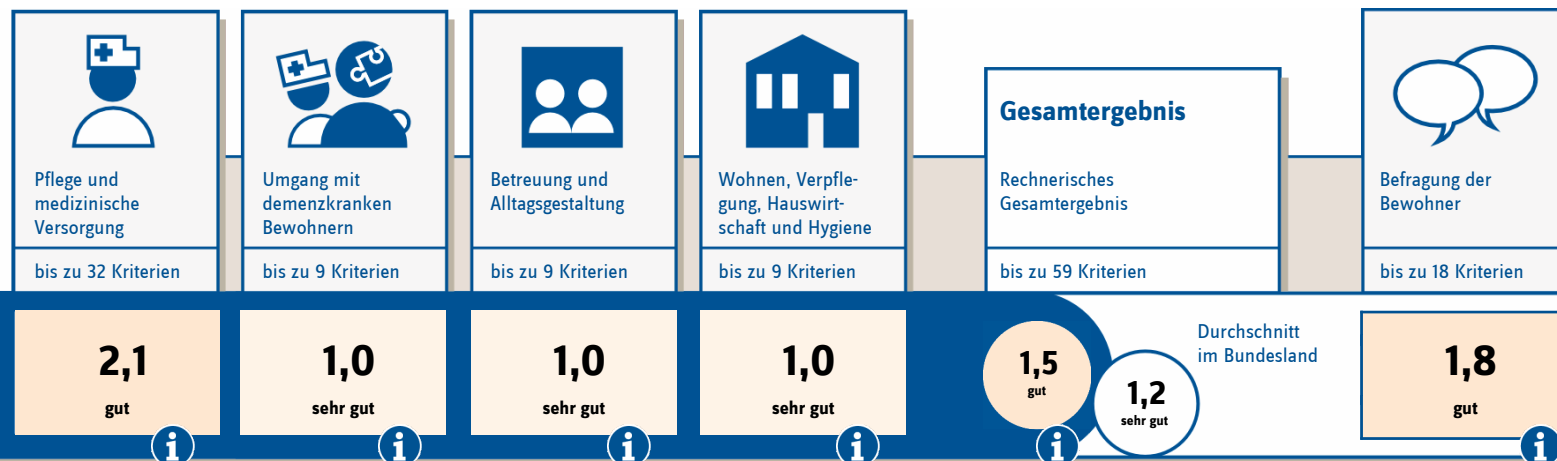 Pflege und
medizinische
Versorgung
bis zu 32 Kriterien
2,1
gut
Umgang mit
demenzkranken
Bewohnern
bis zu 9 Kriterien
1,0
sehr gut
Betreuung und
Alltagsgestaltung
bis zu 9 Kriterien
1,0
sehr gut
Wohnen, Verpfle-
gung, Hauswirt-
schaft und Hygiene
bis zu 9 Kriterien
1,0
sehr gut
Gesamtergebnis
Rechnerisches
Gesamtergebnis
bis zu 59 Kriterien
1,5
gut
1,2
sehr gut
Durchschnitt
im Bundesland
Befragung der
Bewohner
bis zu 18 Kriterien
1,8
gut